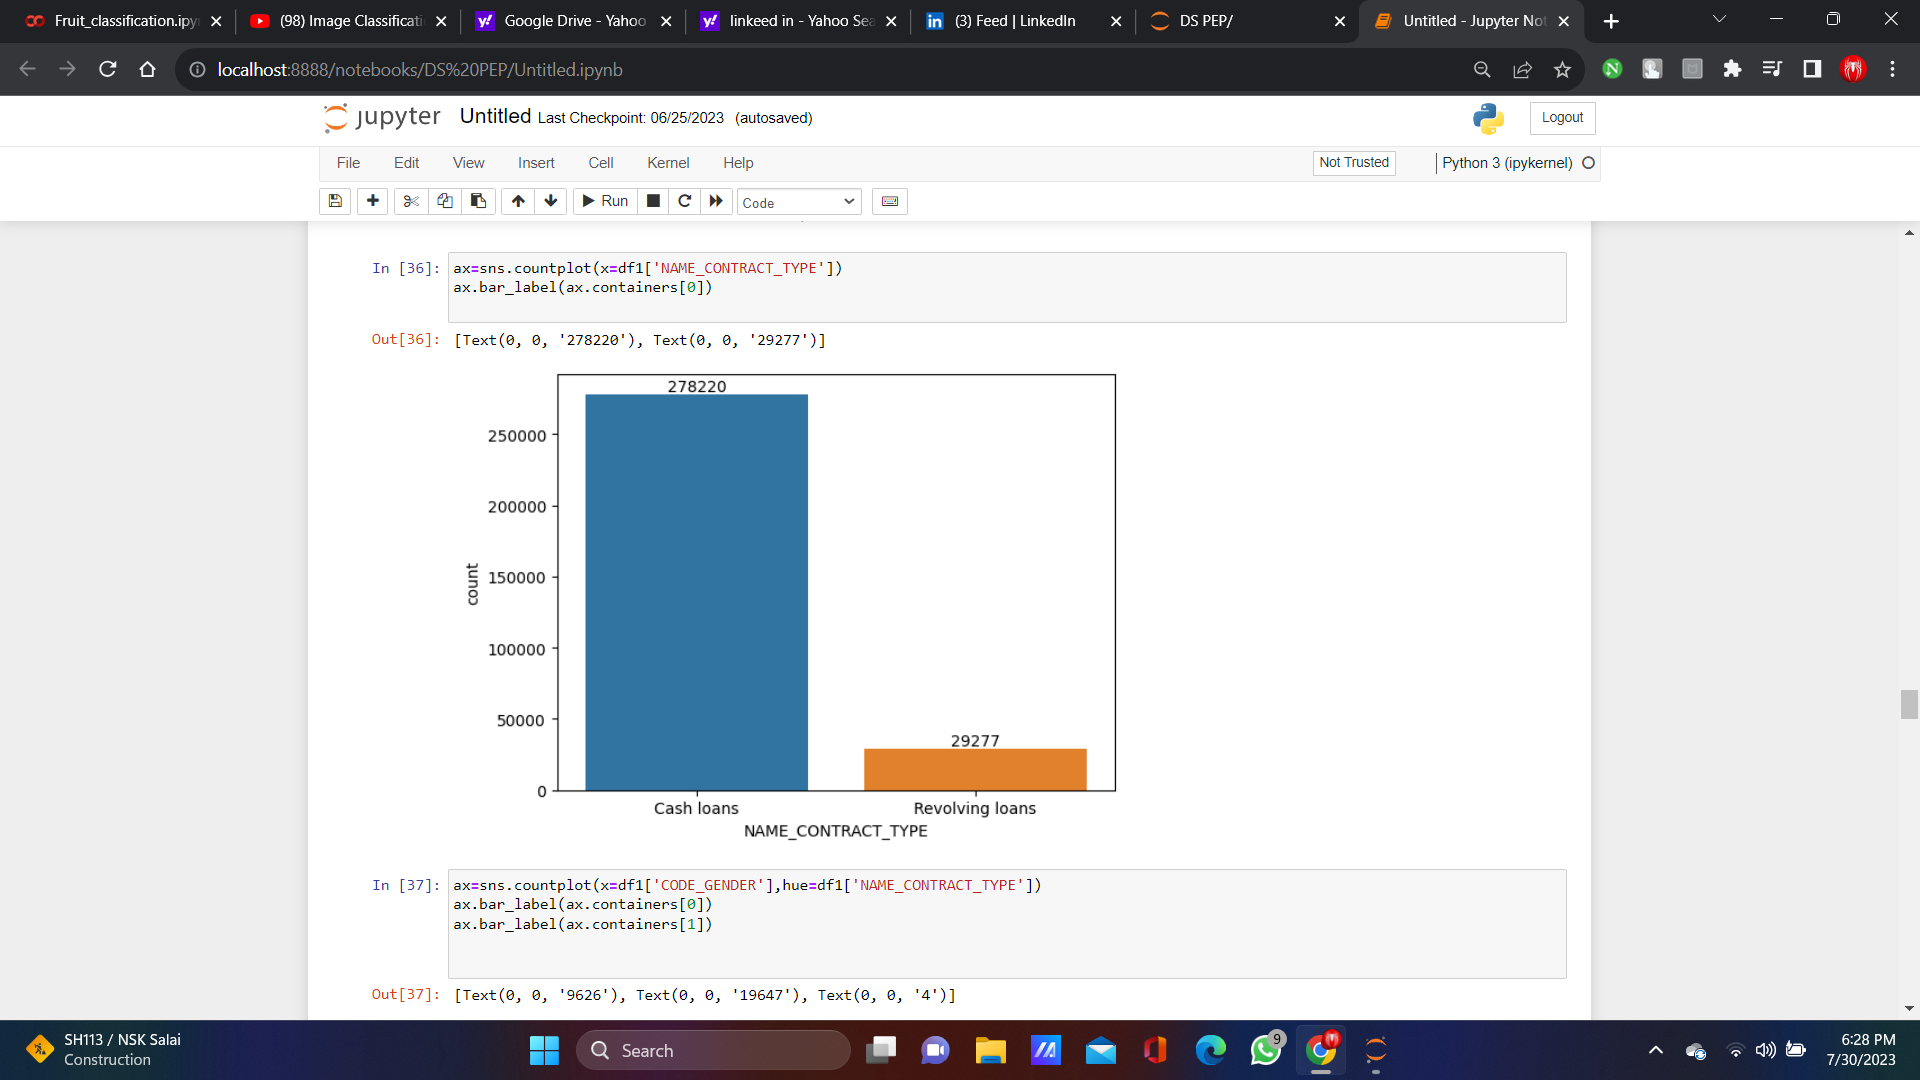 Fruit_classification.ipy
(98) Image Classificati
Google Drive - Yahoo
linkeed in - Yahoo Sea
(3) Feed | LinkedIn
DS PEP/
Untitled - Jupyter Not
localhost:8888/notebooks/DS%20PEP/Untitled.ipynb
jupyter Untitled Last Checkpoint: 06/25/2023 (autosaved)
Logout
File Edit View Insert Cell Kernel Help
Not Trusted
Python 3 (ipykernel)
Run
Code
In [36]: ax=sns.countplot(x=df1['NAME_CONTRACT_TYPE'])
ax.bar_label(ax.containers[0])
Out[36]: [Text(0, 0, '278220'), Text(0, 0, '29277')]
278220
250000
200000
150000
100000
50000
0
count
29277
Cash loans
Revolving loans
NAME_CONTRACT_TYPE
In [37]: ax=sns.countplot(x=df1['CODE_GENDER'],hue=df1['NAME_CONTRACT_TYPE'])
ax.bar_label(ax.containers[0])
ax.bar_label(ax.containers[1])
Out[37]: [Text(0, 0, '9626'), Text(0, 0, '19647'), Text(0, 0, '4')]
SH113 / NSK Salai
Construction
Search
9
6:28 PM
7/30/2023